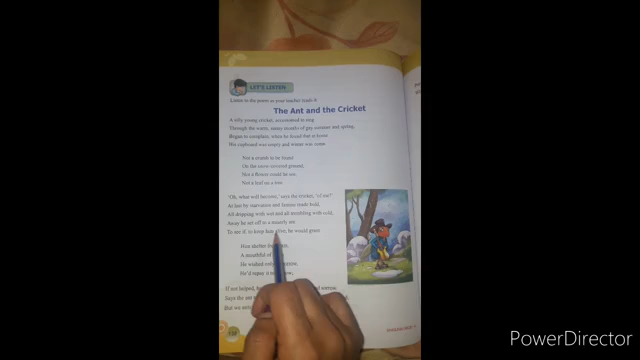 LET'S LISTEN
Listen to the poem as your teacher reads it
The Ant and the Cricket
A silly young cricket, accustomed to sing
Through the warm, sunny months of gay summer and spring,
Began to complain, when he found that at home
His cupboard was empty and winter was come.
Not a crumb to be found
On the snow-covered ground;
Not a flower could he see,
Not a leaf on a tree.
'Oh, what will become,' says the cricket, 'of me?'
At last by starvation and famine made bold,
All dripping with wet and all trembling with cold,
Away he set off to a miserly ant
To see if, to keep him alive, he would grant
Him shelter
A mouthful of
He wished only
He'd repay it
If not helped, he sorrow.
Says the ant to
But we ants
PowerDirector